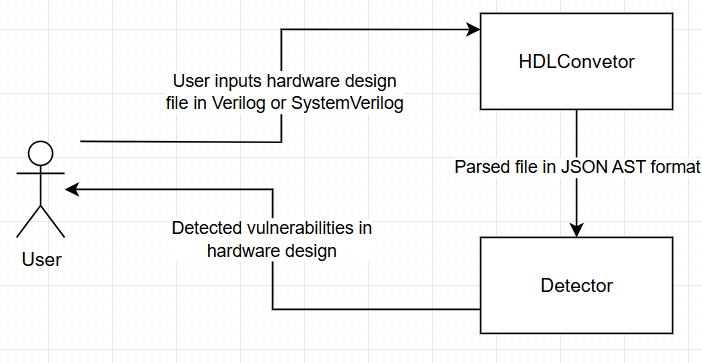 HDLConvetor
User inputs hardware design
file in Verilog or SystemVerilog
Parsed file in JSON AST format
Detected vulnerabilities in
hardware design
User
Detector